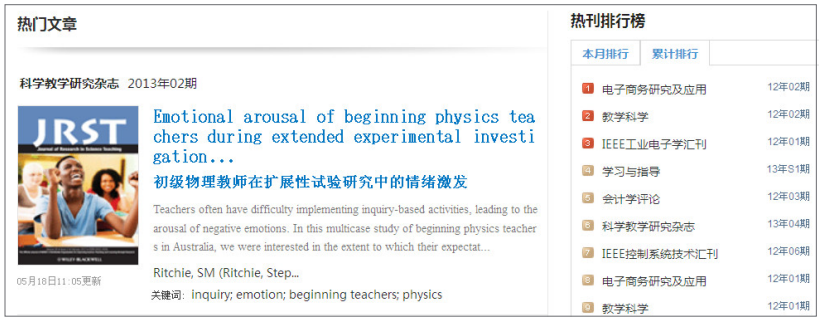 热门文章
科学教学研究杂志 2013年02期
JRST
Journal of Research in Science Teaching
WILEY-BLACKWELL
05月18日11:05更新
Emotional arousal of beginning physics tea
chers during extended experimental investi
gation...
初级物理教师在扩展性试验研究中的情绪激发
Teachers often have difficulty implementing inquiry-based activities, leading to the
arousal of negative emotions. In this multicase study of beginning physics teacher
s in Australia, we were interested in the extent to which their expectat...
Ritchie, SM (Ritchie, Step...
关键词: inquiry; emotion; beginning teachers; physics
热刊排行榜
本月排行 累计排行
1 电子商务研究及应用 12年02期
2 教学科学 12年02期
3 IEEE工业电子学汇刊 12年01期
4 学习与指导 13年S1期
5 会计学评论 12年03期
6 科学教学研究杂志 13年04期
7 IEEE控制系统技术汇刊 12年06期
8 电子商务研究及应用 12年01期
9 教学科学 12年01期